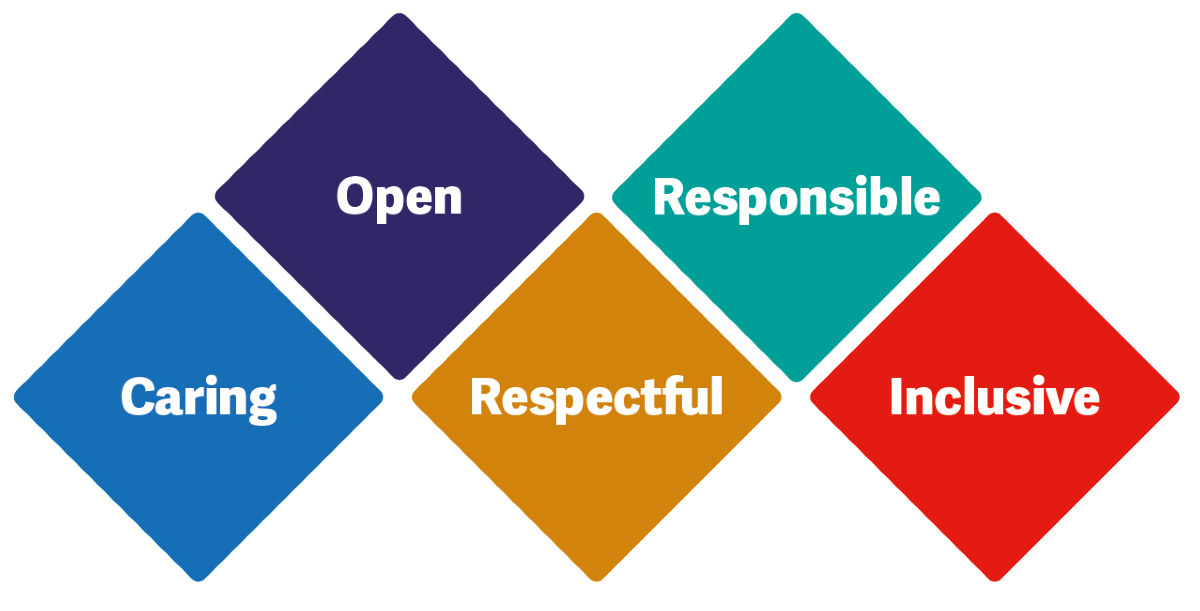 Open
Responsible
Caring
Respectful
Inclusive